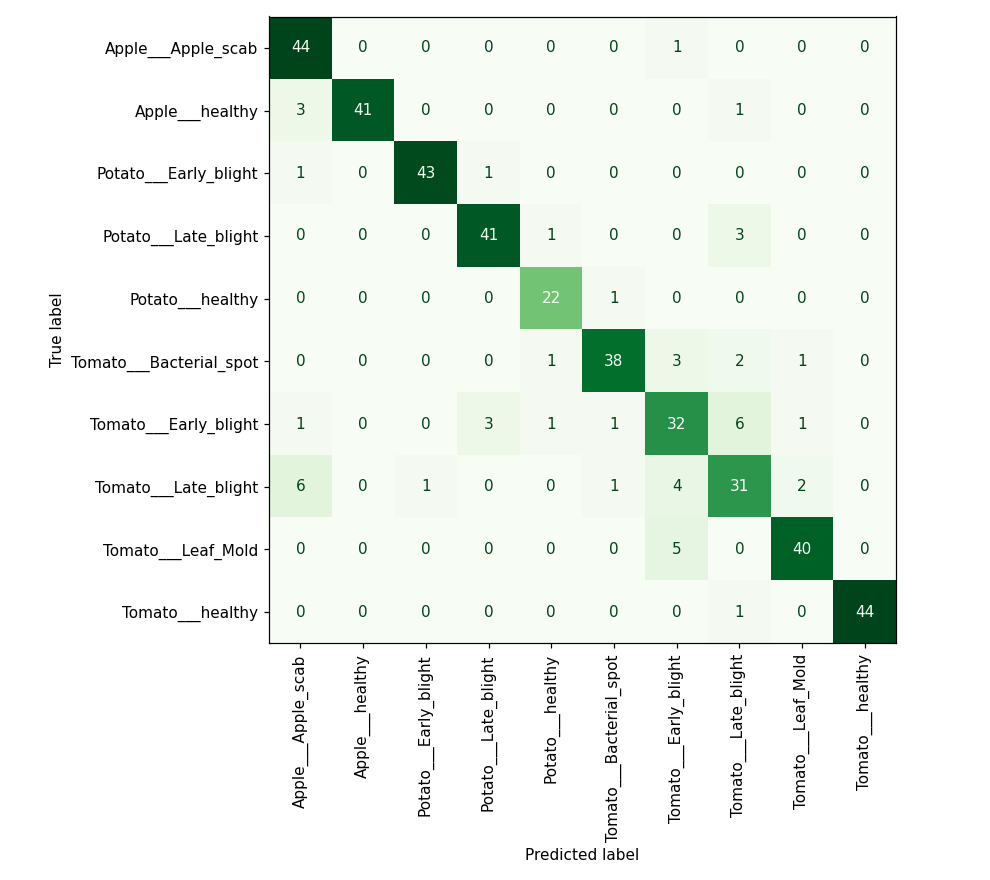 Apple___Apple_scab 44 0 0 0 0 0 1 0 0 0
Apple___healthy 3 41 0 0 0 0 0 1 0 0
Potato___Early_blight 1 0 43 1 0 0 0 0 0 0
Potato___Late_blight 0 0 0 41 1 0 0 3 0 0
Potato___healthy 0 0 0 0 22 1 0 0 0 0
True label
Tomato___Bacterial_spot 0 0 0 0 1 38 3 2 1 0
Tomato___Early_blight 1 0 0 3 1 1 32 6 1 0
Tomato___Late_blight 6 0 1 0 0 1 4 31 2 0
Tomato___Leaf_Mold 0 0 0 0 0 0 5 0 40 0
Tomato___healthy 0 0 0 0 0 0 0 1 0 44
Apple___Apple_scab
Apple___healthy
Potato___Early_blight
Potato___Late_blight
Potato___healthy
Tomato___Bacterial_spot
Tomato___Early_blight
Tomato___Late_blight
Tomato___Leaf_Mold
Tomato___healthy
Predicted label